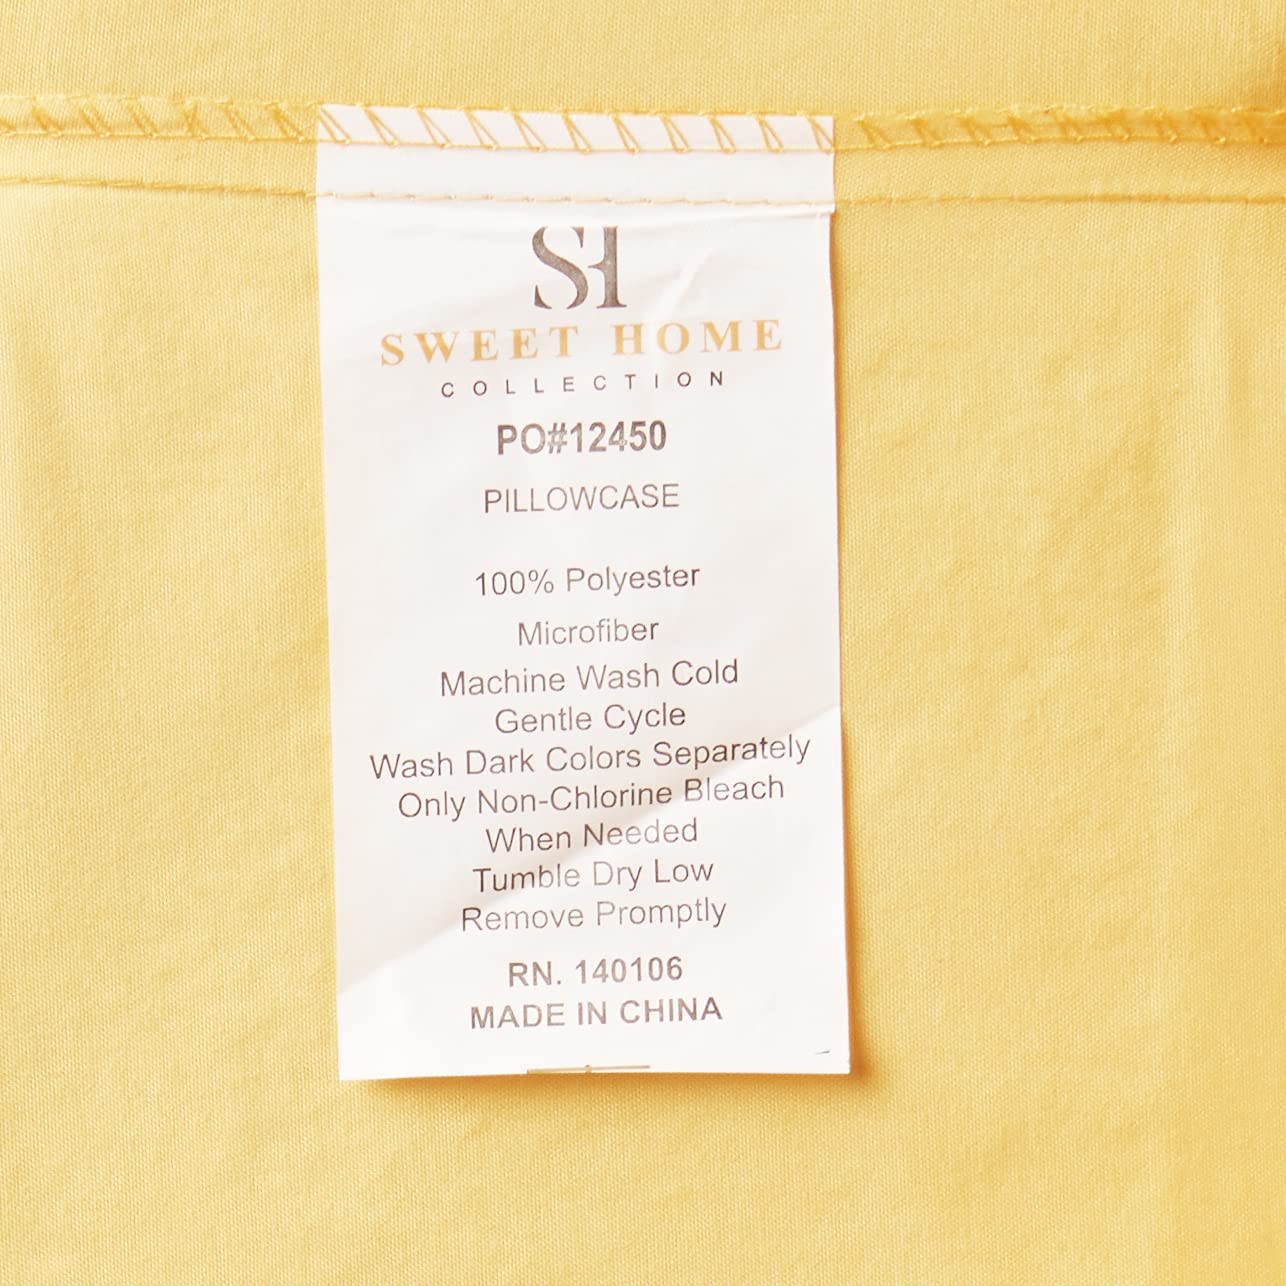 SH
SWEET HOME
COLLECTION
PO#12450
PILLOWCASE
100% Polyester
Microfiber
Machine Wash Cold
Gentle Cycle
Wash Dark Colors Separately
Only Non-Chlorine Bleach
When Needed
Tumble Dry Low
Remove Promptly
RN. 140106
MADE IN CHINA